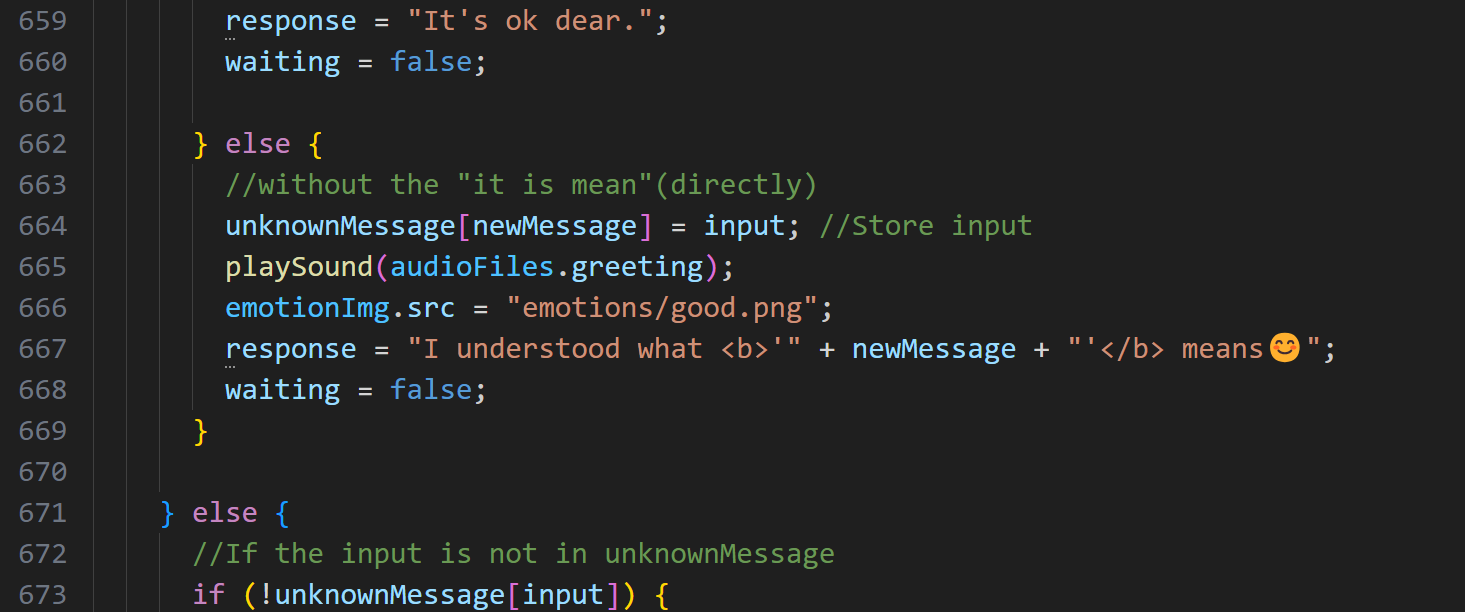 659 response = "It's ok dear.";
660 waiting = false;
661
662 } else {
663 //without the "it is mean"(directly)
664 unknownMessage[newMessage] = input; //Store input
665 playSound(audioFiles.greeting);
666 emotionImg.src = "emotions/good.png";
667 response = "I understood what <b>'" + newMessage + "'</b> means😊";
668 waiting = false;
669 }
670
671 } else {
672 //If the input is not in unknownMessage
673 if (!unknownMessage[input]) {